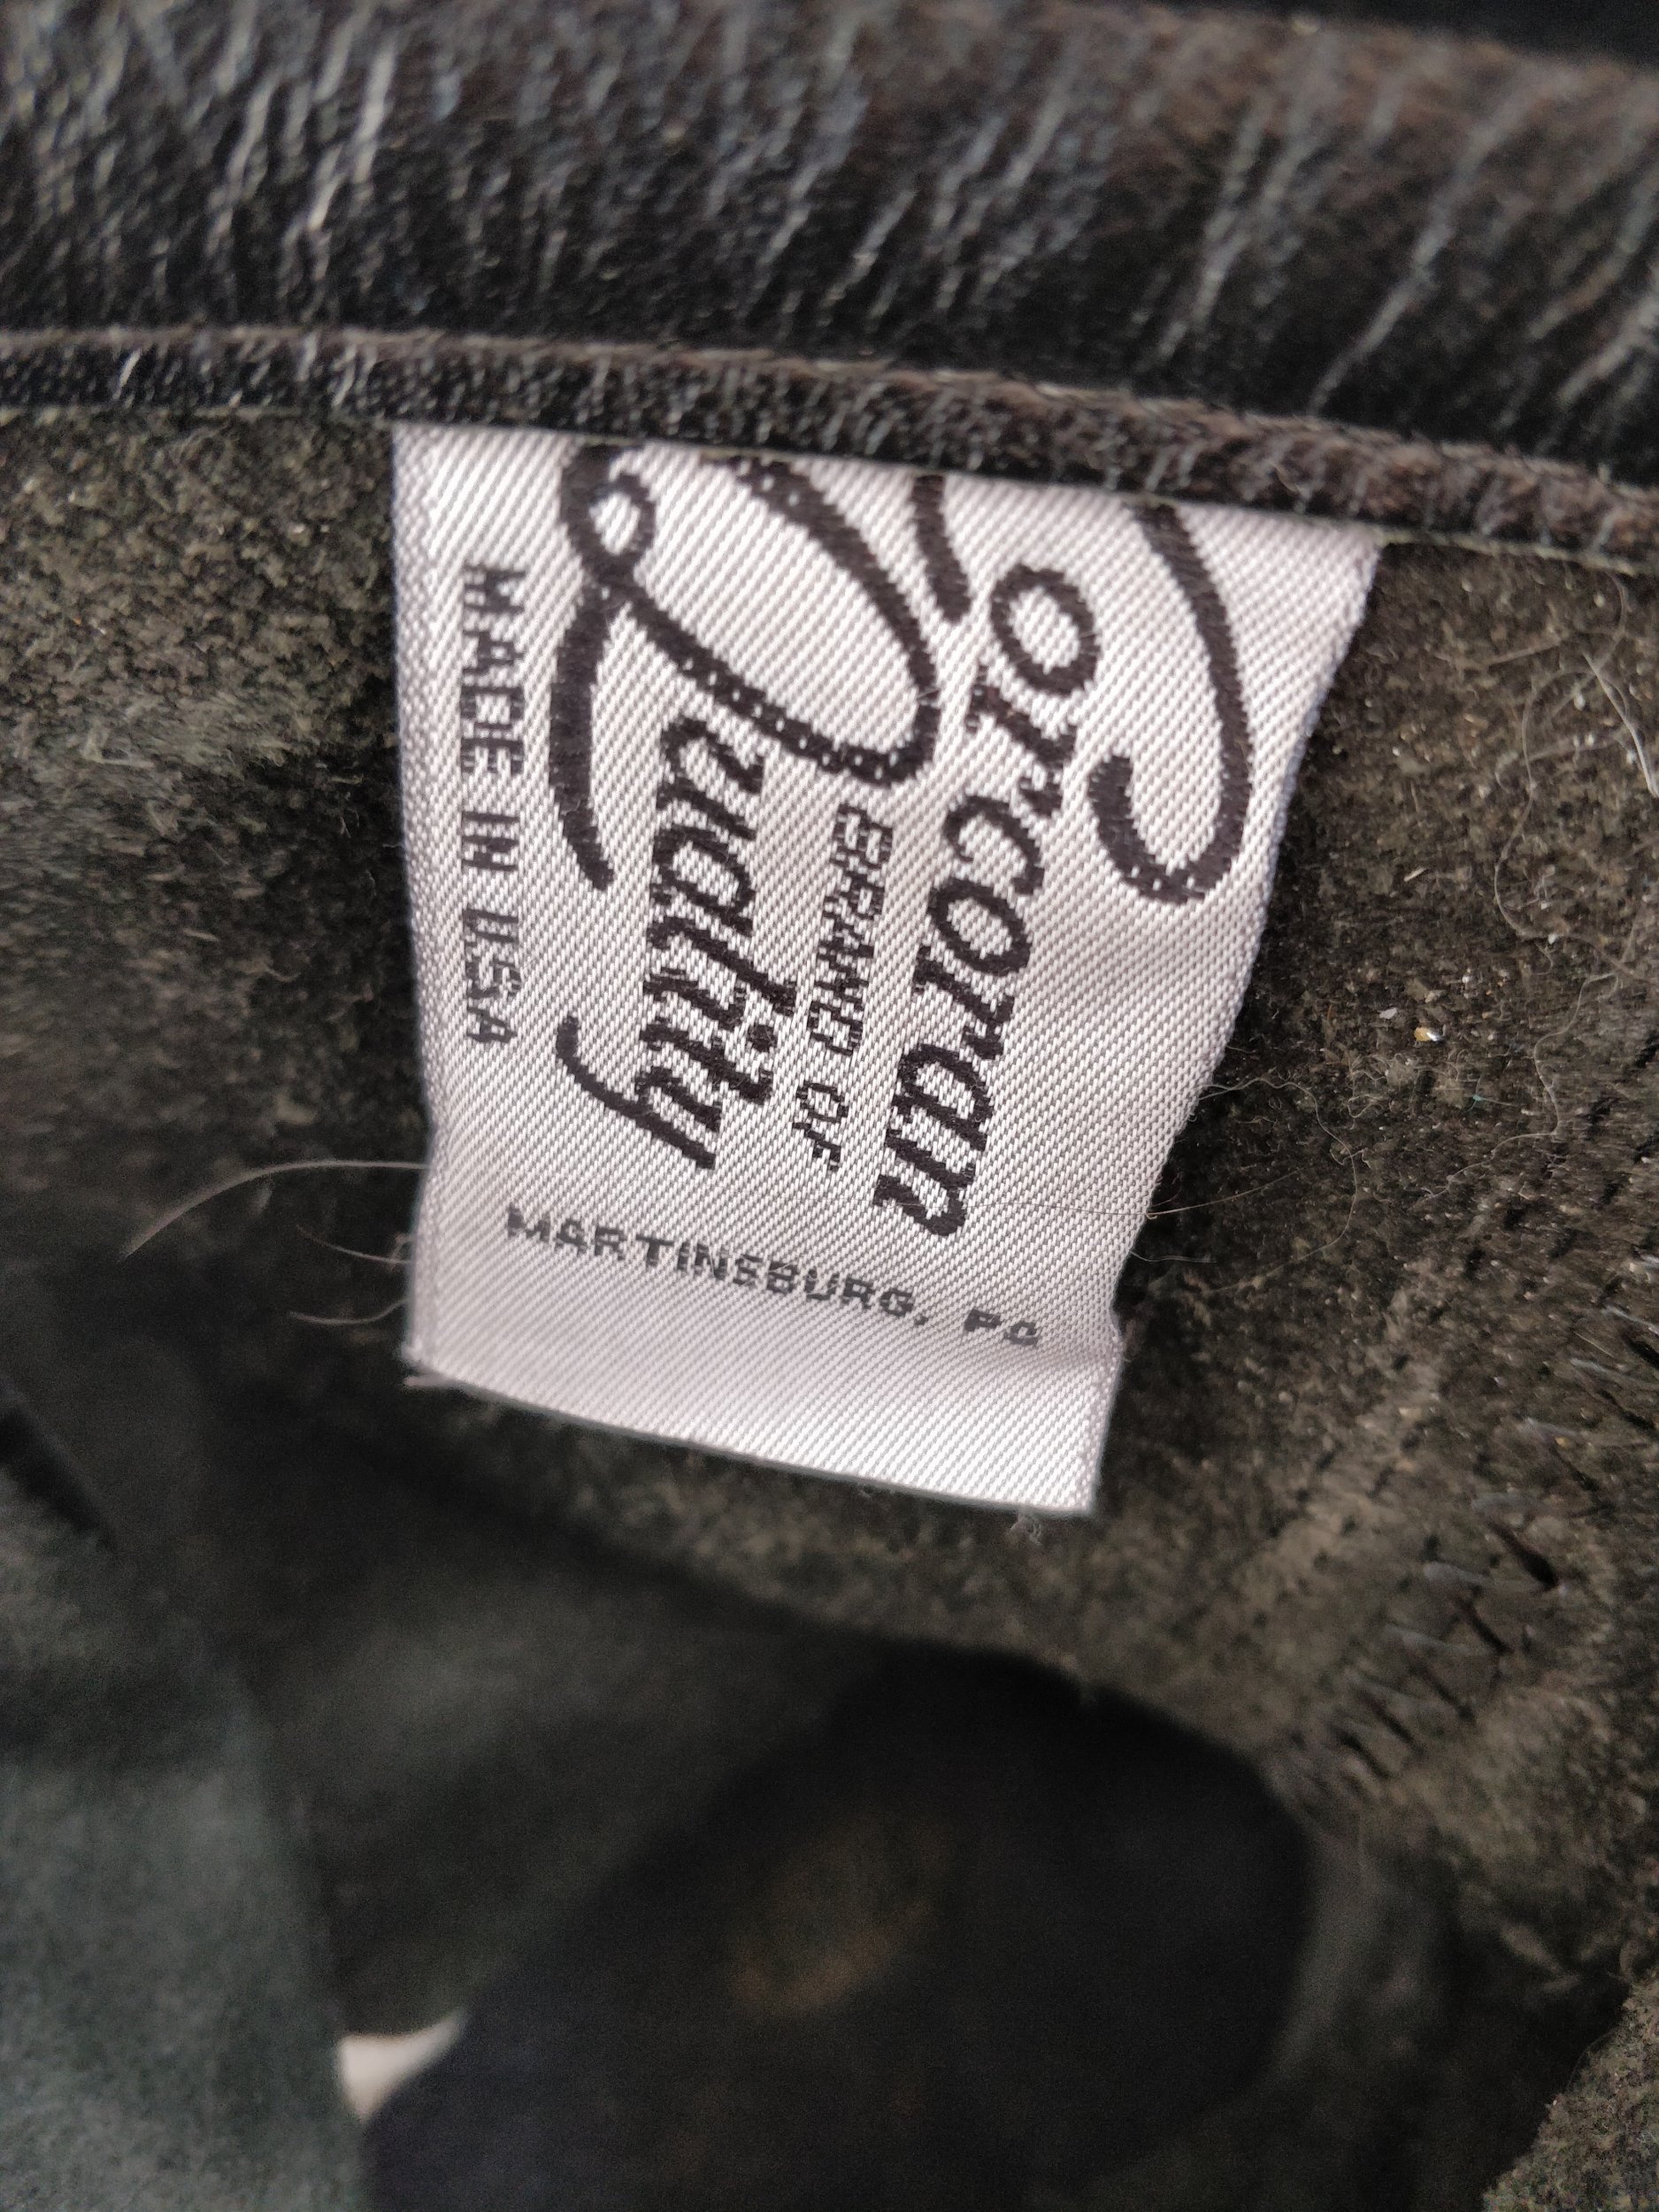 Corcoran
BRAND OF
Quality
MADE IN USA
MARTINSBURG, PA